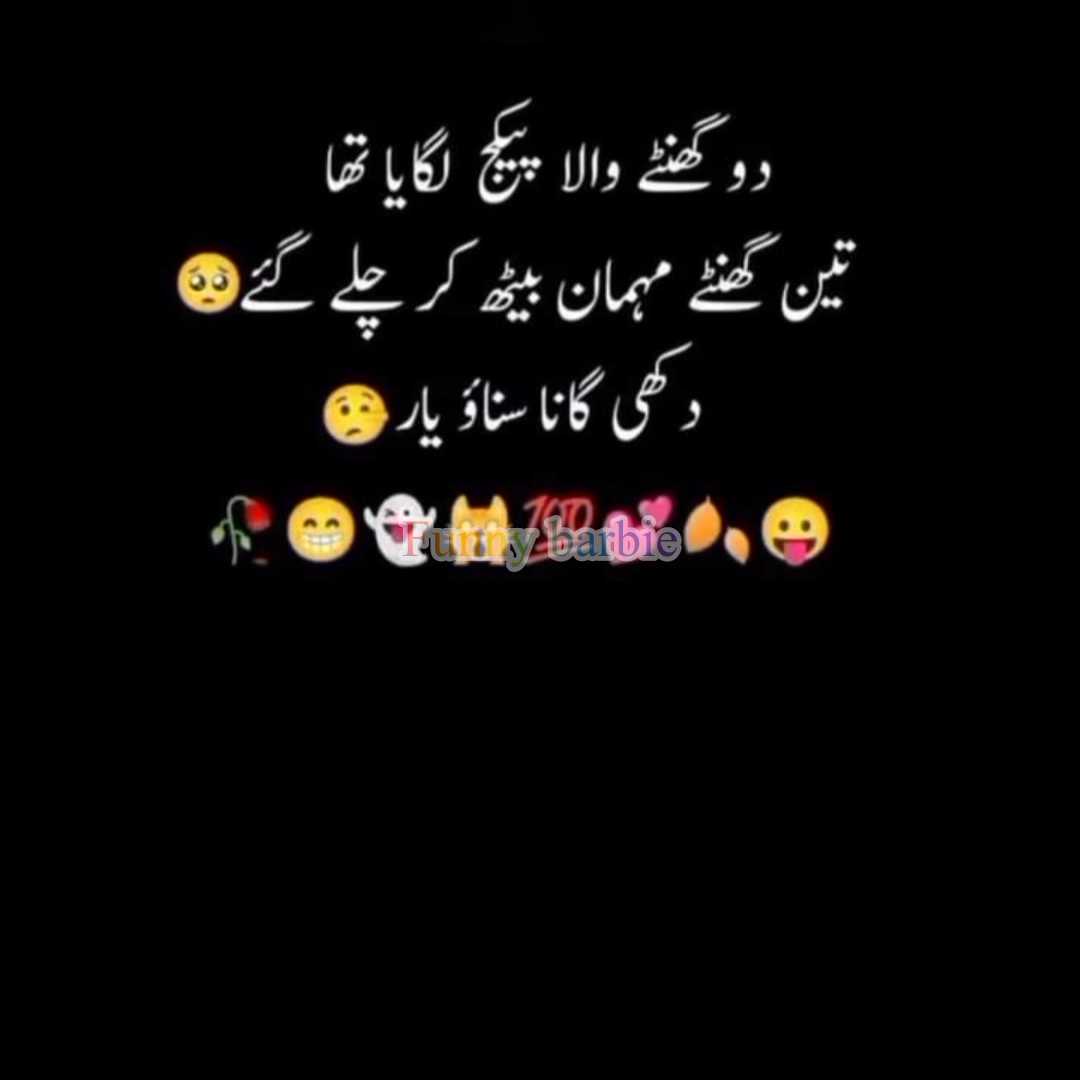 دو گھنٹے والا پیکج لگایا تھا
تین گھنٹے مہمان بیٹھ کر چلے گئے🥺
دکھی گانا سناؤ یار🤥
🥀😁👻🙀💯💕🍂😛
Funny barbie